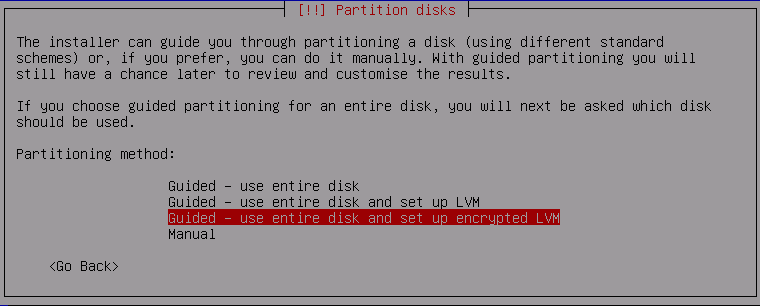 [!!] Partition disks
The installer can guide you through partitioning a disk (using different standard
schemes) or, if you prefer, you can do it manually. With guided partitioning you will
still have a chance later to review and customise the results.
If you choose guided partitioning for an entire disk, you will next be asked which disk
should be used.
Partitioning method:
Guided - use entire disk
Guided - use entire disk and set up LVM
Guided - use entire disk and set up encrypted LVM
Manual
<Go Back>